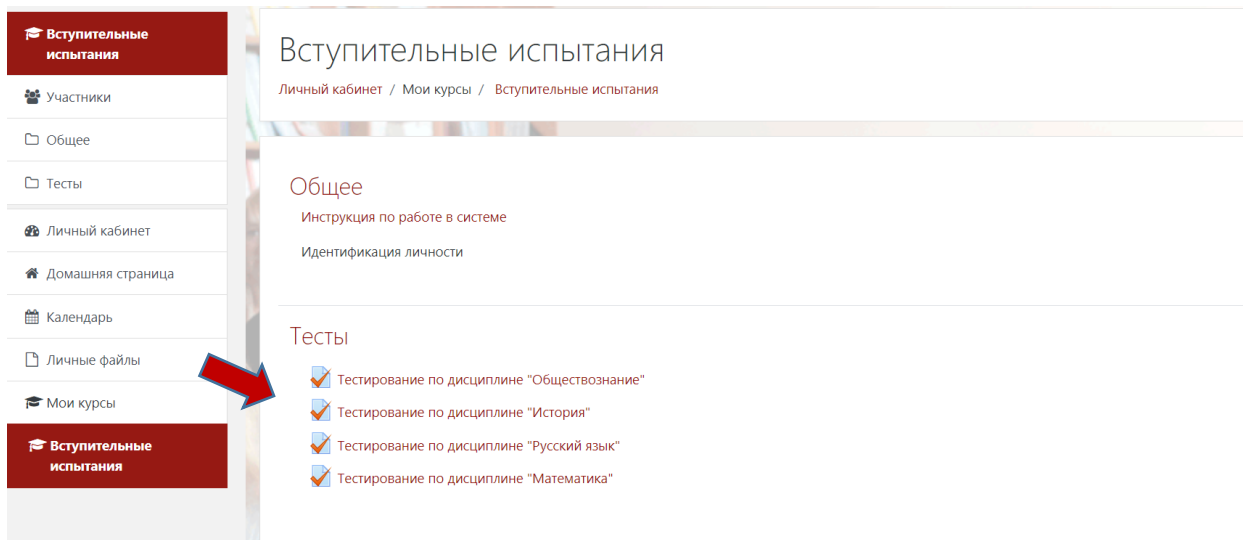 Вступительные
испытания
Участники
Общее
Тесты
Личный кабинет
Домашняя страница
Календарь
Личные файлы
Мои курсы
Вступительные
испытания
Вступительные испытания
Личный кабинет / Мои курсы / Вступительные испытания
Общее
Инструкция по работе в системе
Идентификация личности
Тесты
Тестирование по дисциплине "Обществознание"
Тестирование по дисциплине "История"
Тестирование по дисциплине "Русский язык"
Тестирование по дисциплине "Математика"